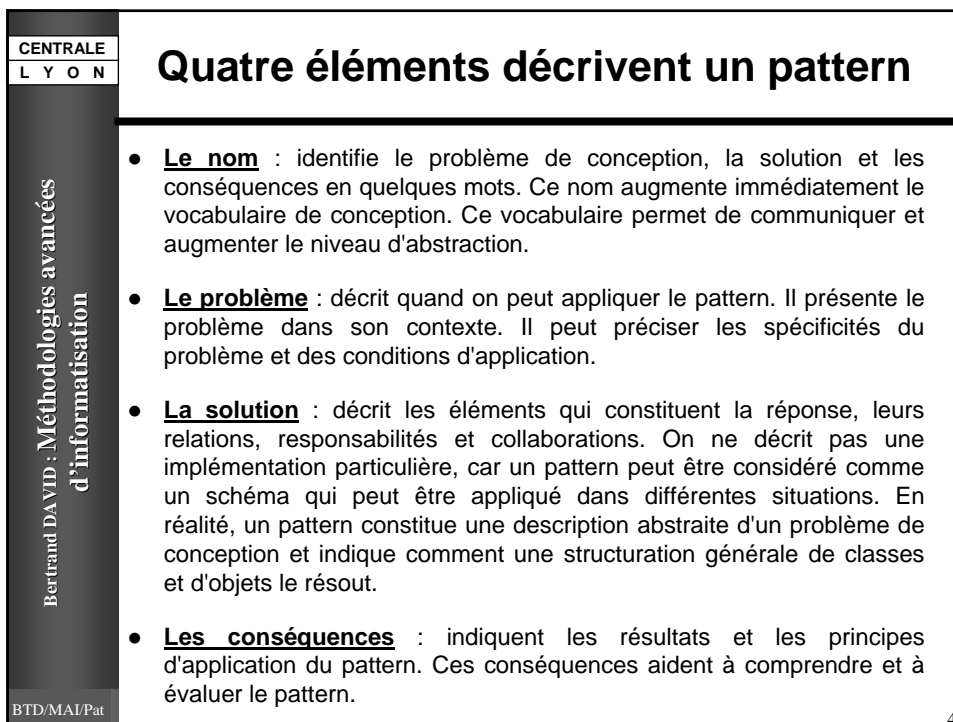 CENTRALE
L Y O N
Quatre éléments décrivent un pattern
Bertrand DAVID : Méthodologies avancées
d'informatisation
● Le nom : identifie le problème de conception, la solution et les
conséquences en quelques mots. Ce nom augmente immédiatement le
vocabulaire de conception. Ce vocabulaire permet de communiquer et
augmenter le niveau d'abstraction.
● Le problème : décrit quand on peut appliquer le pattern. Il présente le
problème dans son contexte. Il peut préciser les spécificités du
problème et des conditions d'application.
● La solution : décrit les éléments qui constituent la réponse, leurs
relations, responsabilités et collaborations. On ne décrit pas une
implémentation particulière, car un pattern peut être considéré comme
un schéma qui peut être appliqué dans différentes situations. En
réalité, un pattern constitue une description abstraite d'un problème de
conception et indique comment une structuration générale de classes
et d'objets le résout.
● Les conséquences : indiquent les résultats et les principes
d'application du pattern. Ces conséquences aident à comprendre et à
évaluer le pattern.
BTD/MAI/Pat
4